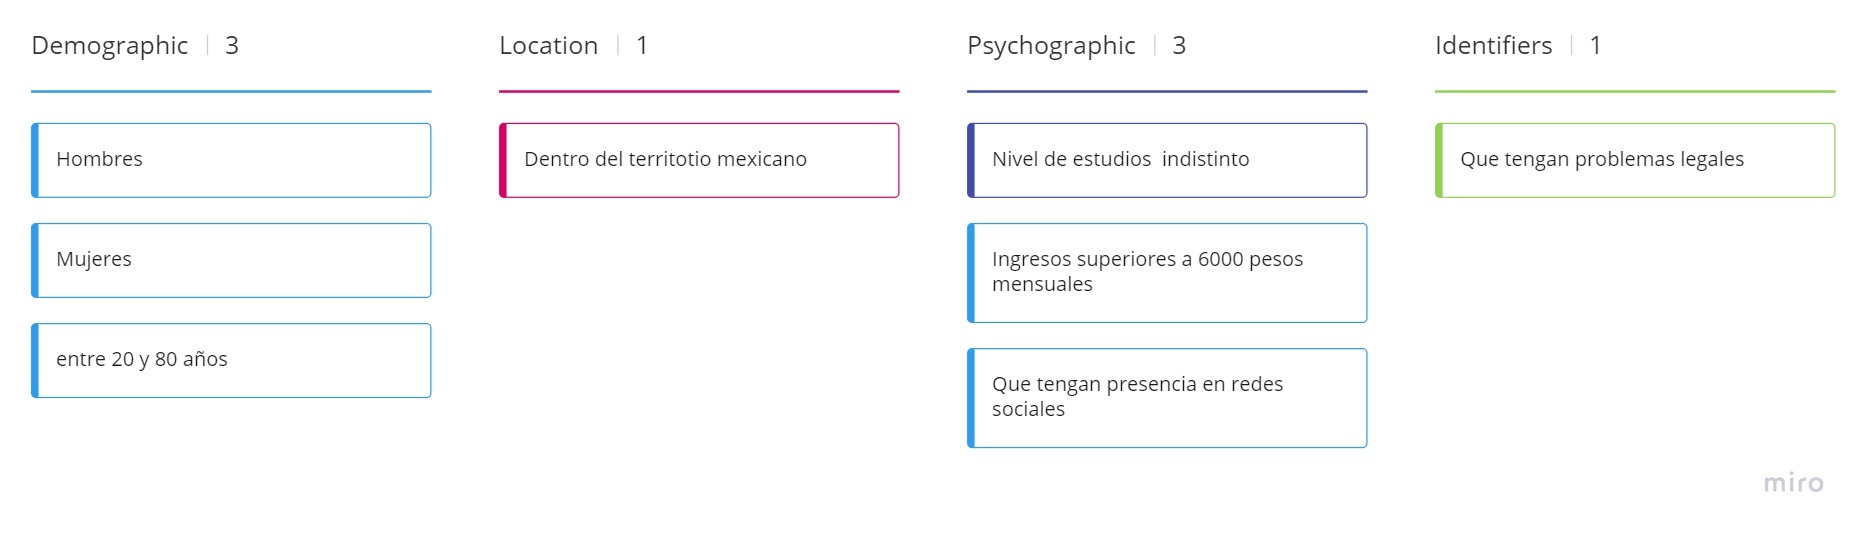 Demographic | 3
Hombres
Mujeres
entre 20 y 80 años
Location | 1
Dentro del territotio mexicano
Psychographic | 3
Nivel de estudios  indistinto
Ingresos superiores a 6000 pesos
mensuales
Que tengan presencia en redes
sociales
Identifiers | 1
Que tengan problemas legales
miro